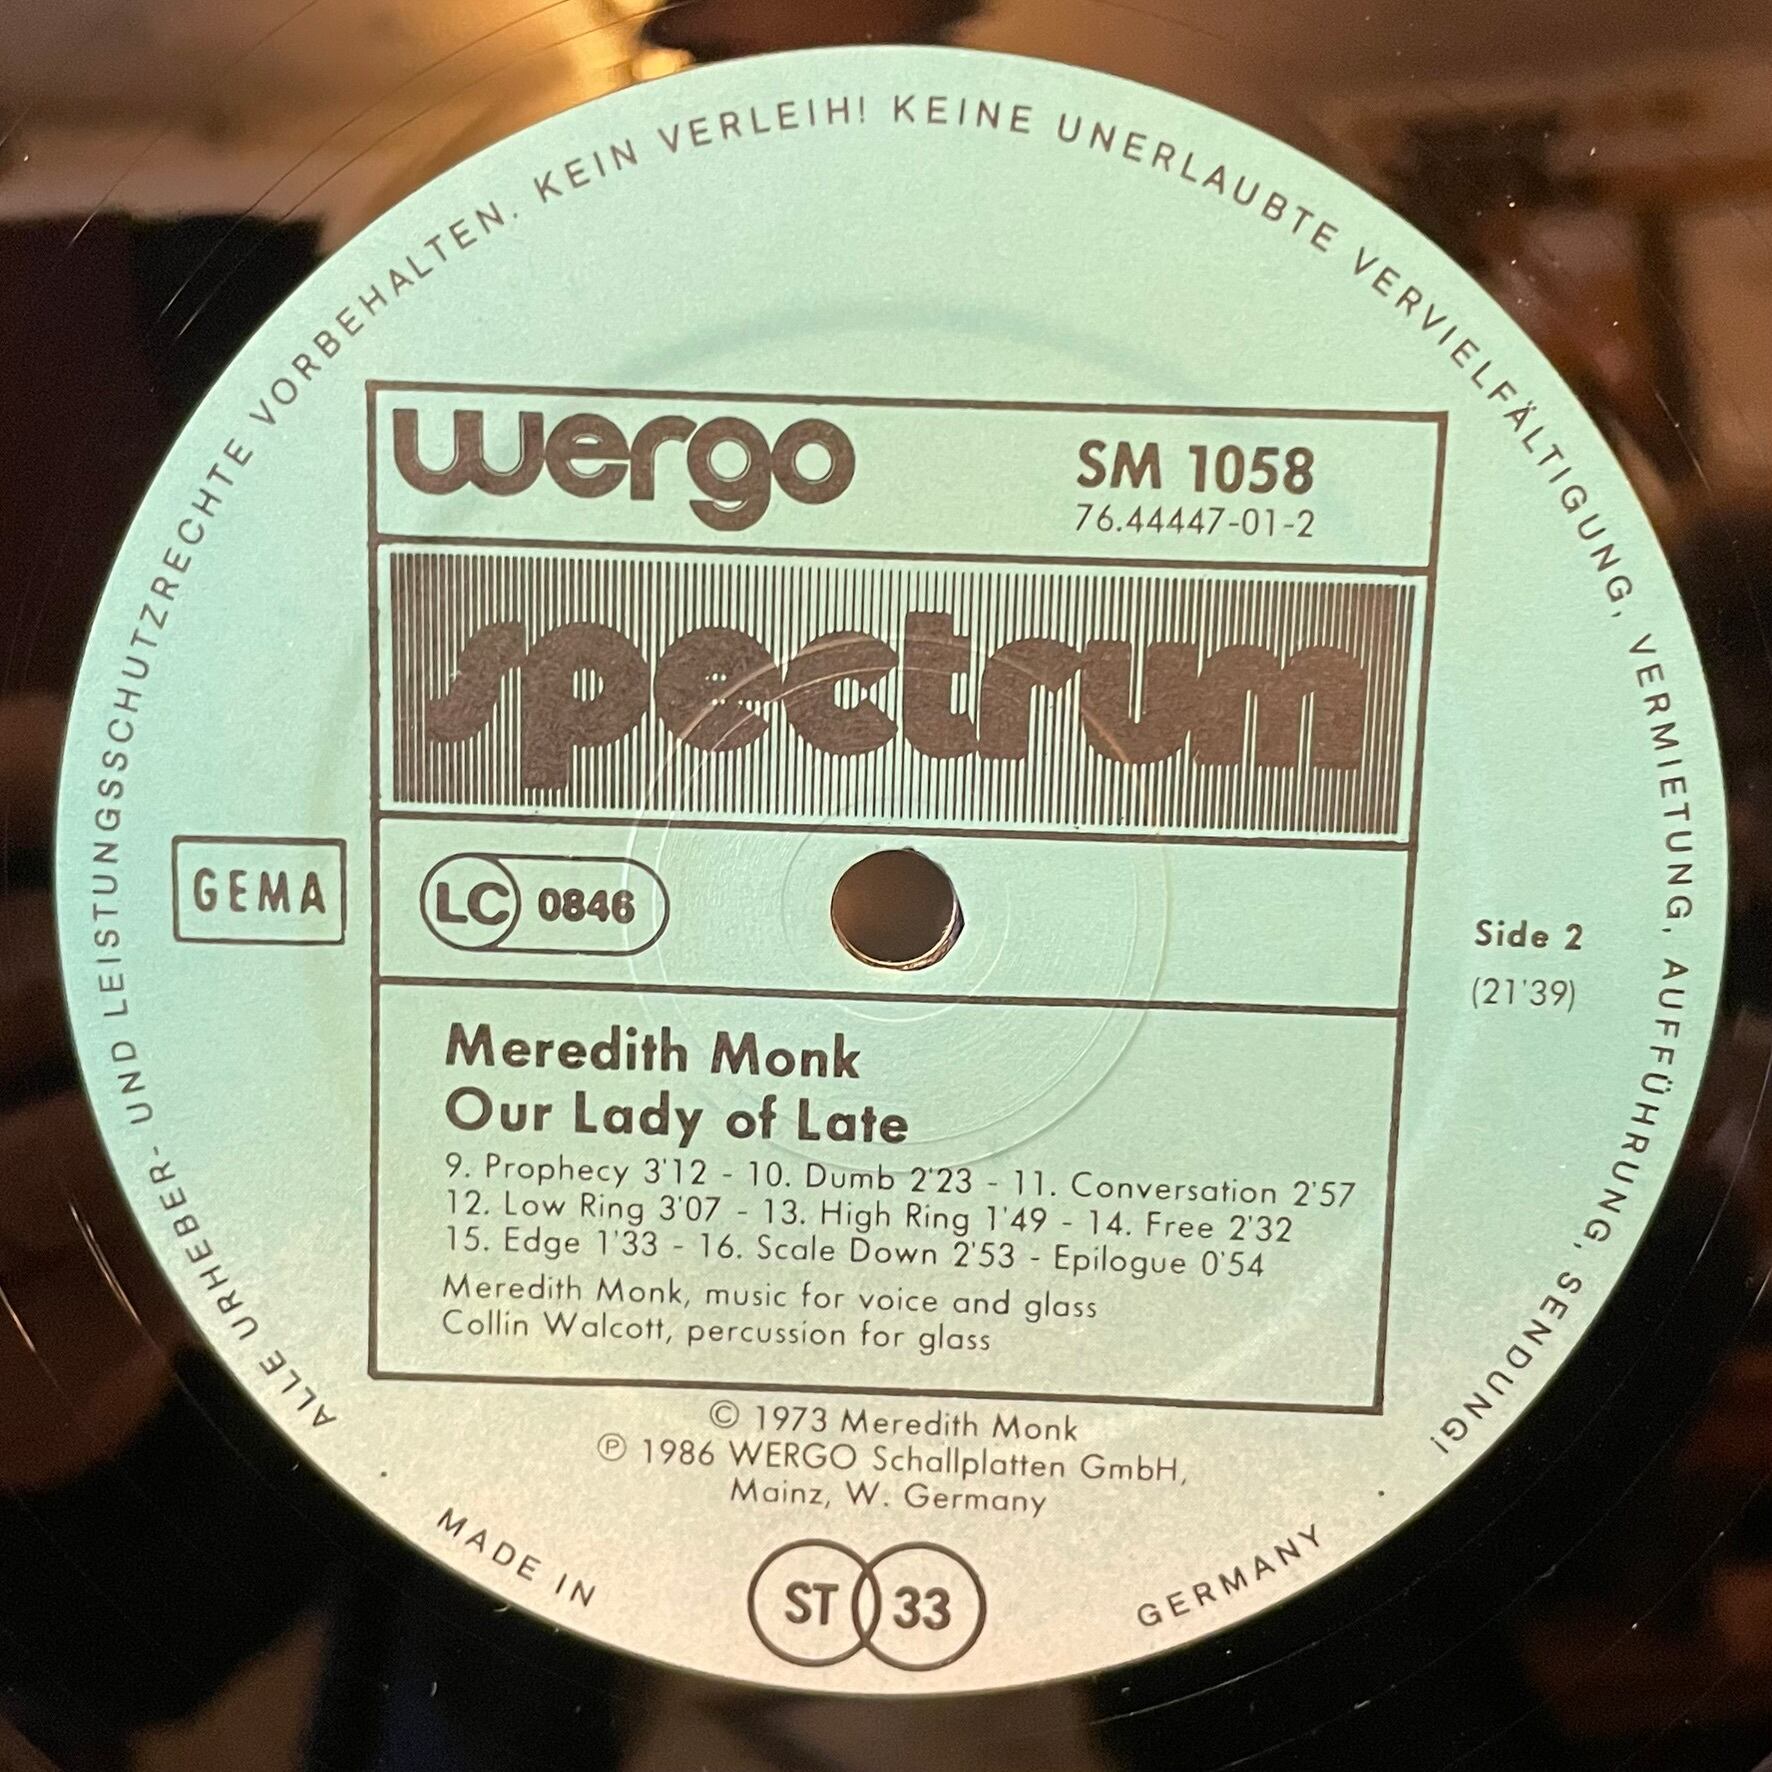 ALLE URHEBER- UND LEISTUNGSSCHUTZRECHTE VORBEHALTEN. KEIN VERLEIH! KEINE UNERLAUBTE VERVIELFÄLTIGUNG, VERMIETUNG, AUFFÜHRUNG, SENDUNG!
wergo
SM 1058
76.44447-01-2
spectrum
GEMA
LC 0846
Side 2
(21'39)
Meredith Monk
Our Lady of Late
9. Prophecy 3'12 - 10. Dumb 2'23 - 11. Conversation 2'57
12. Low Ring 3'07 - 13. High Ring 1'49 - 14. Free 2'32
15. Edge 1'33 - 16. Scale Down 2'53 - Epilogue 0'54
Meredith Monk, music for voice and glass
Collin Walcott, percussion for glass
© 1973 Meredith Monk
℗ 1986 WERGO Schallplatten GmbH,
Mainz, W. Germany
ST 33
· MADE IN GERMANY ·